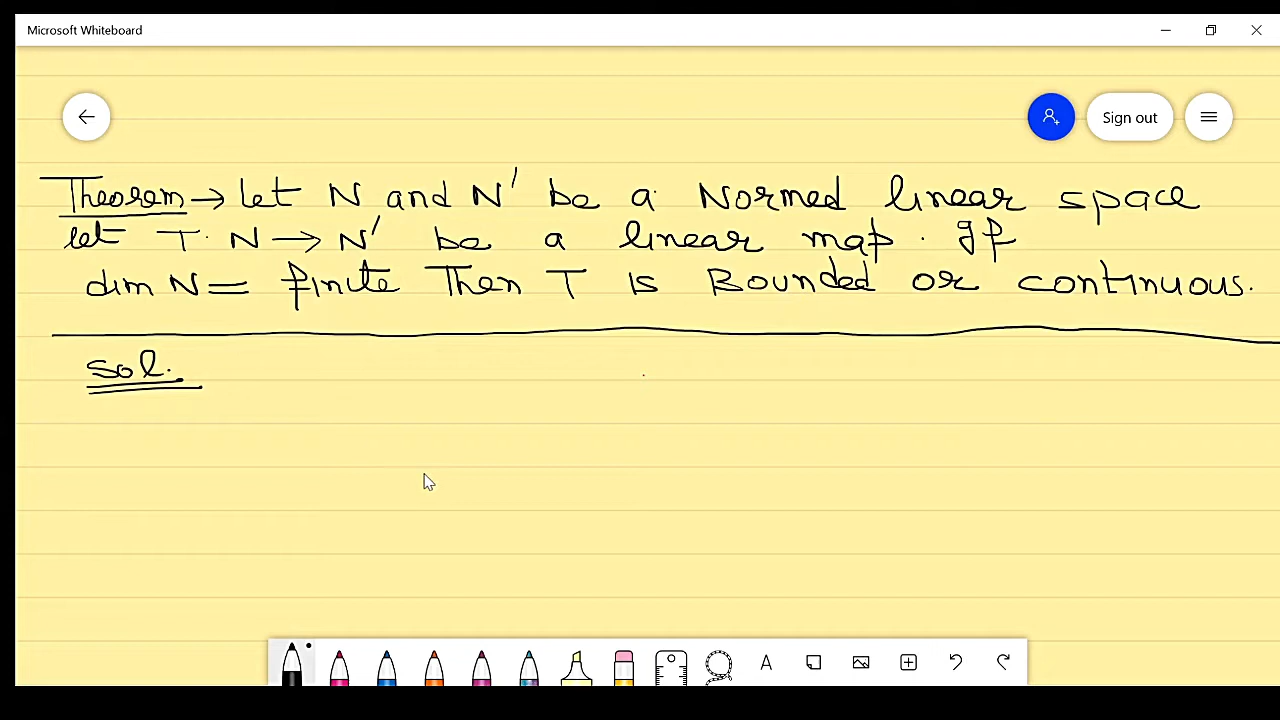 Microsoft Whiteboard
Sign out
Theorem → let N and N' be a Normed linear space
let T: N → N' be a linear map. If
dim N = finite Then T is Bounded or continuous.
Sol.
A